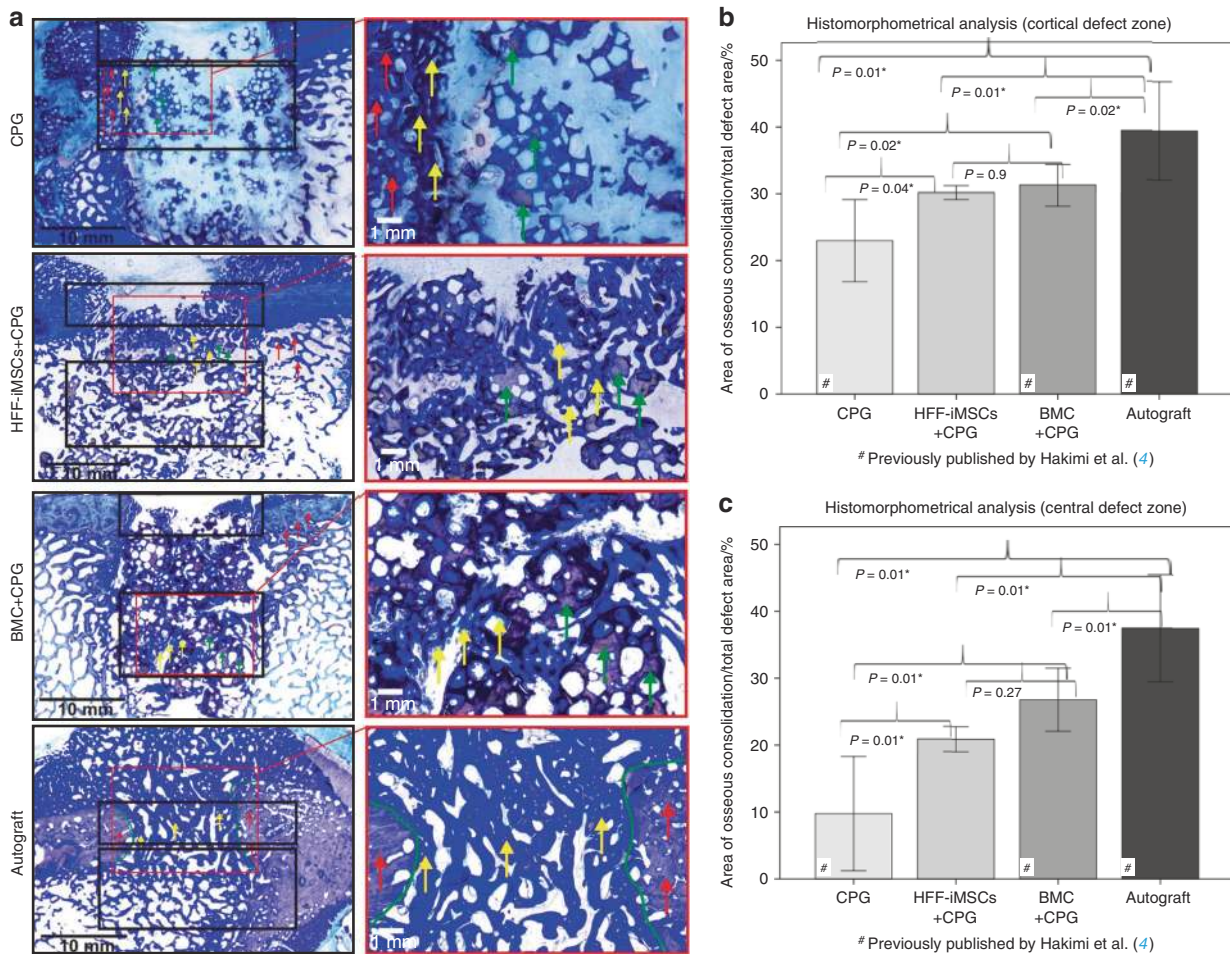 a
CPG
10 mm
1 mm
HFF-iMSCs+CPG
10 mm
1 mm
BMC+CPG
10 mm
1 mm
Autograft
10 mm
1 mm
b
Histomorphometrical analysis (cortical defect zone)
Area of osseous consolidation/total defect area/%
50
40
30
20
10
0
P = 0.01*
P = 0.01*
P = 0.02*
P = 0.02*
P = 0.9
P = 0.04*
# # #
CPG HFF-iMSCs BMC Autograft
+CPG +CPG
# Previously published by Hakimi et al. (4)
c
Histomorphometrical analysis (central defect zone)
Area of osseous consolidation/total defect area/%
50
40
30
20
10
0
P = 0.01*
P = 0.01*
P = 0.01*
P = 0.01*
P = 0.27
P = 0.01*
# # #
CPG HFF-iMSCs BMC Autograft
+CPG +CPG
# Previously published by Hakimi et al. (4)